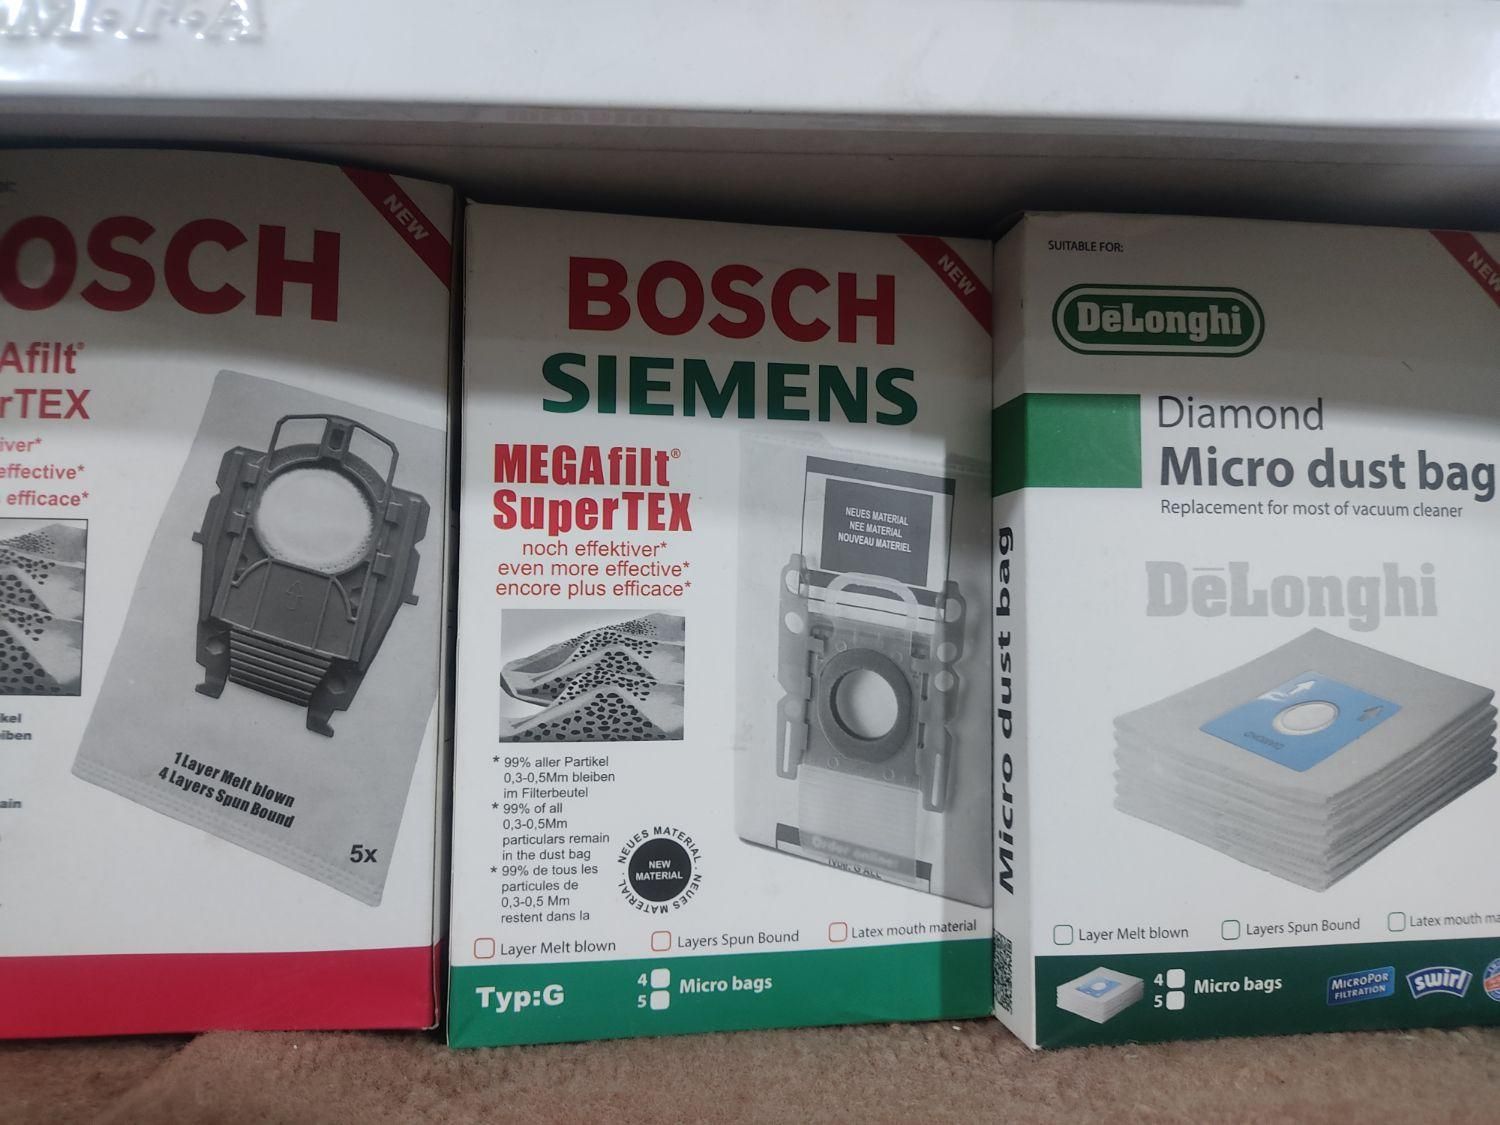 OSCH
NEW
Afilt®
rTEX
iver*
effective*
efficace*
1 Layer Melt blown
4 Layers Spun Bound
5x
kel
iben
ain
BOSCH
NEW
SIEMENS
MEGAfilt®
SuperTEX
noch effektiver*
even more effective*
encore plus efficace*
NEUES MATERIAL
NEE MATERIAL
NOUVEAU MATERIEL
* 99% aller Partikel
0,3-0,5Mm bleiben
im Filterbeutel
* 99% of all
0,3-0,5Mm
particulars remain
in the dust bag
* 99% de tous les
particules de
0,3-0,5 Mm
restent dans la
NEUES MATERIAL · NEUES MATERIAL ·
NEW
MATERIAL
Layer Melt blown
Layers Spun Bound
Latex mouth material
Typ:G
4
5
Micro bags
Micro dust bag
SUITABLE FOR:
NEW
DēLonghi
Diamond
Micro dust bag
Replacement for most of vacuum cleaner
DēLonghi
Layer Melt blown
Layers Spun Bound
Latex mouth ma
4
5
Micro bags
MICROPOR
FILTRATION
swirl